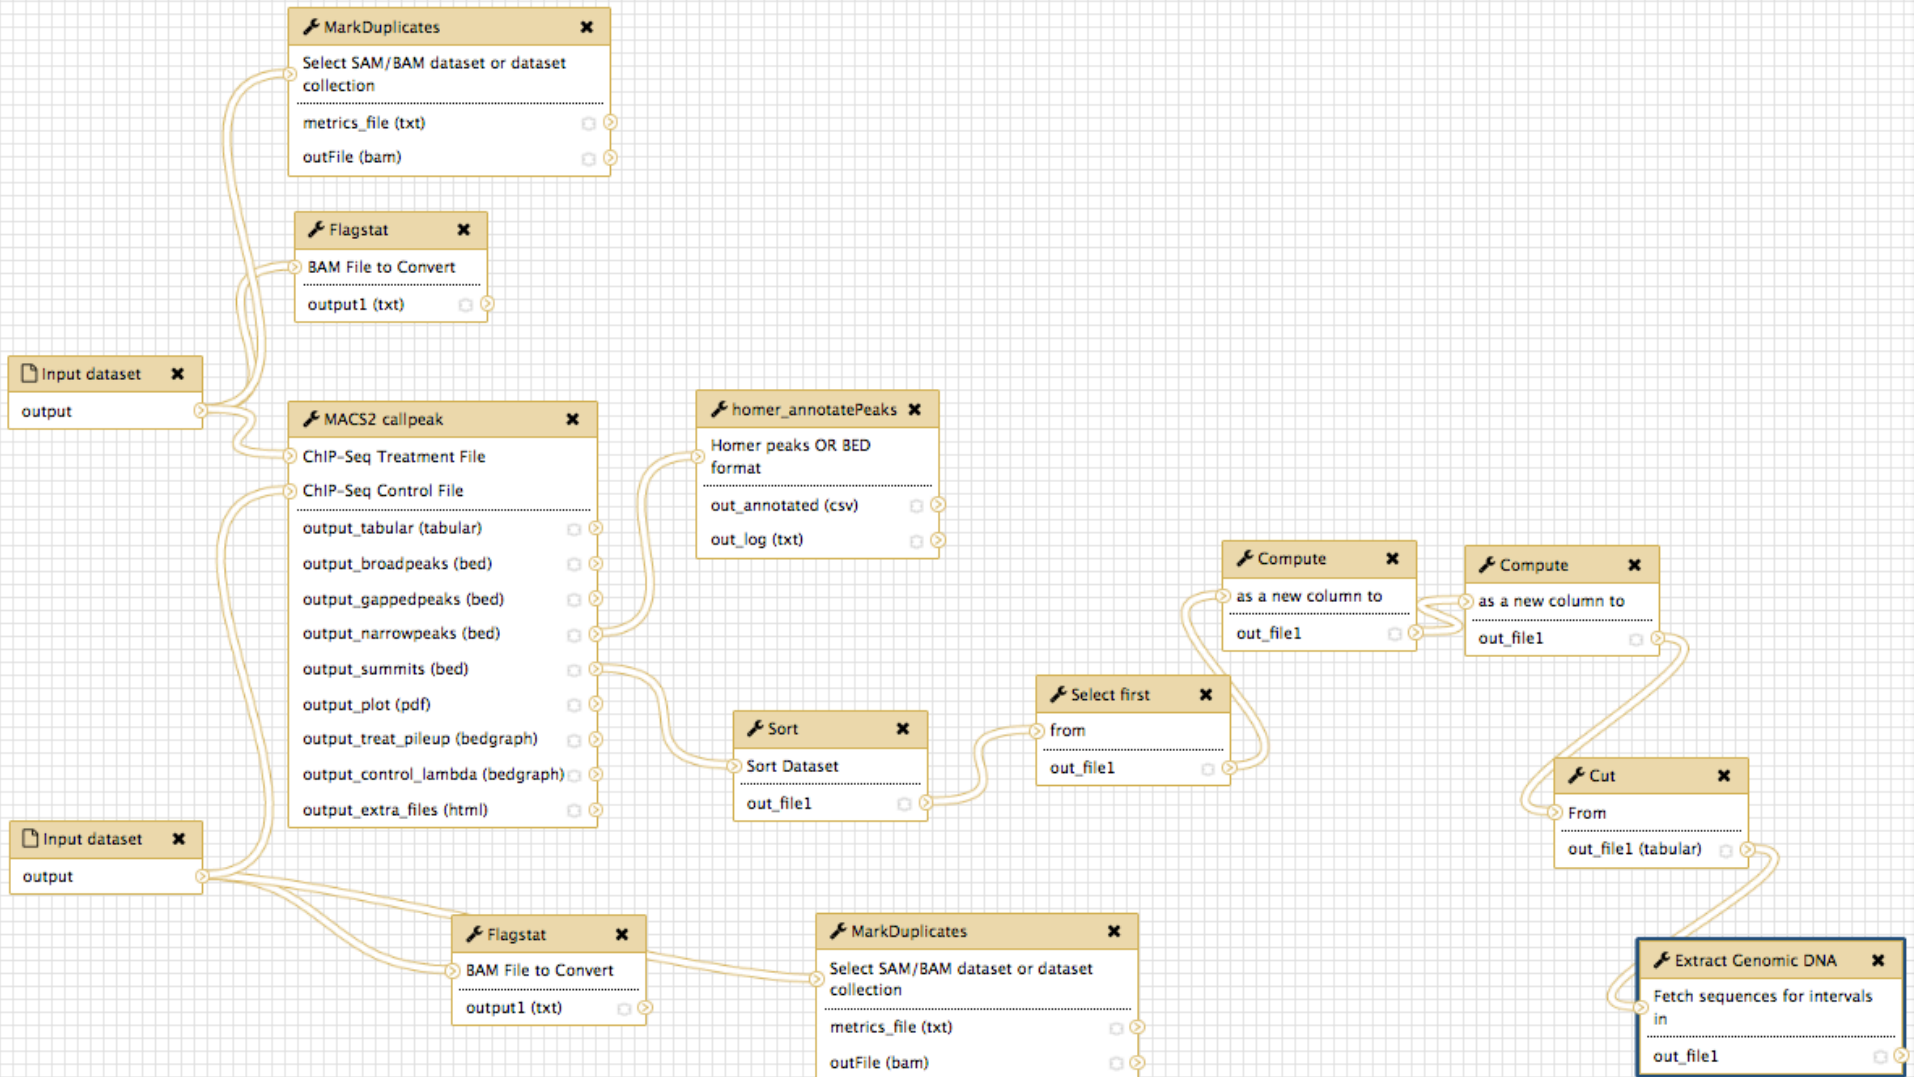 MarkDuplicates
Select SAM/BAM dataset or dataset
collection
metrics_file (txt)
outFile (bam)
Flagstat
BAM File to Convert
output1 (txt)
Input dataset
output
MACS2 callpeak
ChIP-Seq Treatment File
ChIP-Seq Control File
output_tabular (tabular)
output_broadpeaks (bed)
output_gappedpeaks (bed)
output_narrowpeaks (bed)
output_summits (bed)
output_plot (pdf)
output_treat_pileup (bedgraph)
output_control_lambda (bedgraph)
output_extra_files (html)
homer_annotatePeaks
Homer peaks OR BED
format
out_annotated (csv)
out_log (txt)
Sort
Sort Dataset
out_file1
Select first
from
out_file1
Compute
as a new column to
out_file1
Compute
as a new column to
out_file1
Cut
From
out_file1 (tabular)
Input dataset
output
Flagstat
BAM File to Convert
output1 (txt)
MarkDuplicates
Select SAM/BAM dataset or dataset
collection
metrics_file (txt)
outFile (bam)
Extract Genomic DNA
Fetch sequences for intervals
in
out_file1